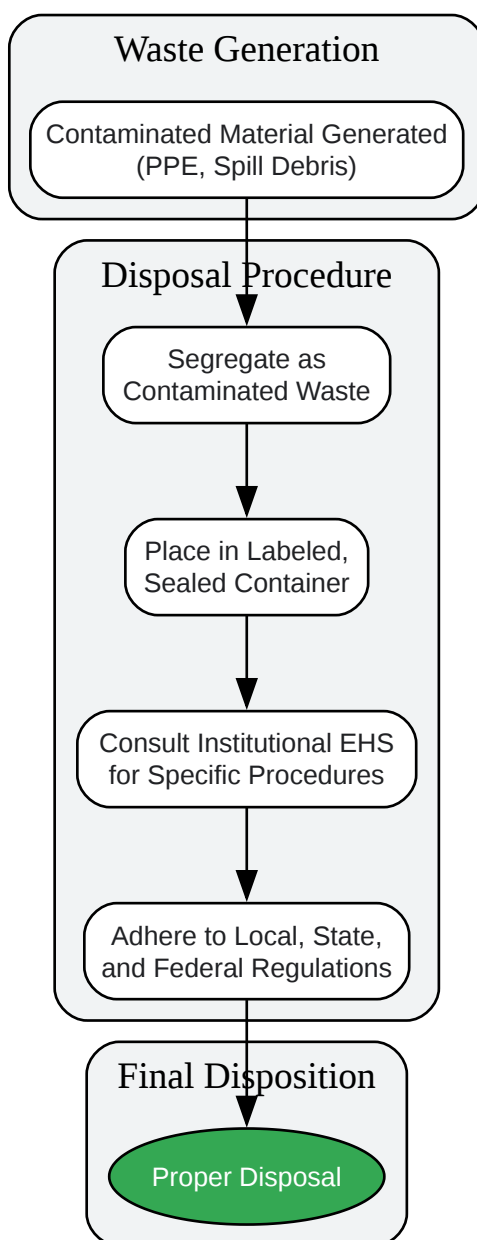 Waste Generation
Contaminated Material Generated
(PPE, Spill Debris)
Disposal Procedure
Segregate as
Contaminated Waste
Place in Labeled,
Sealed Container
Consult Institutional EHS
for Specific Procedures
Adhere to Local, State,
and Federal Regulations
Final Disposition
Proper Disposal